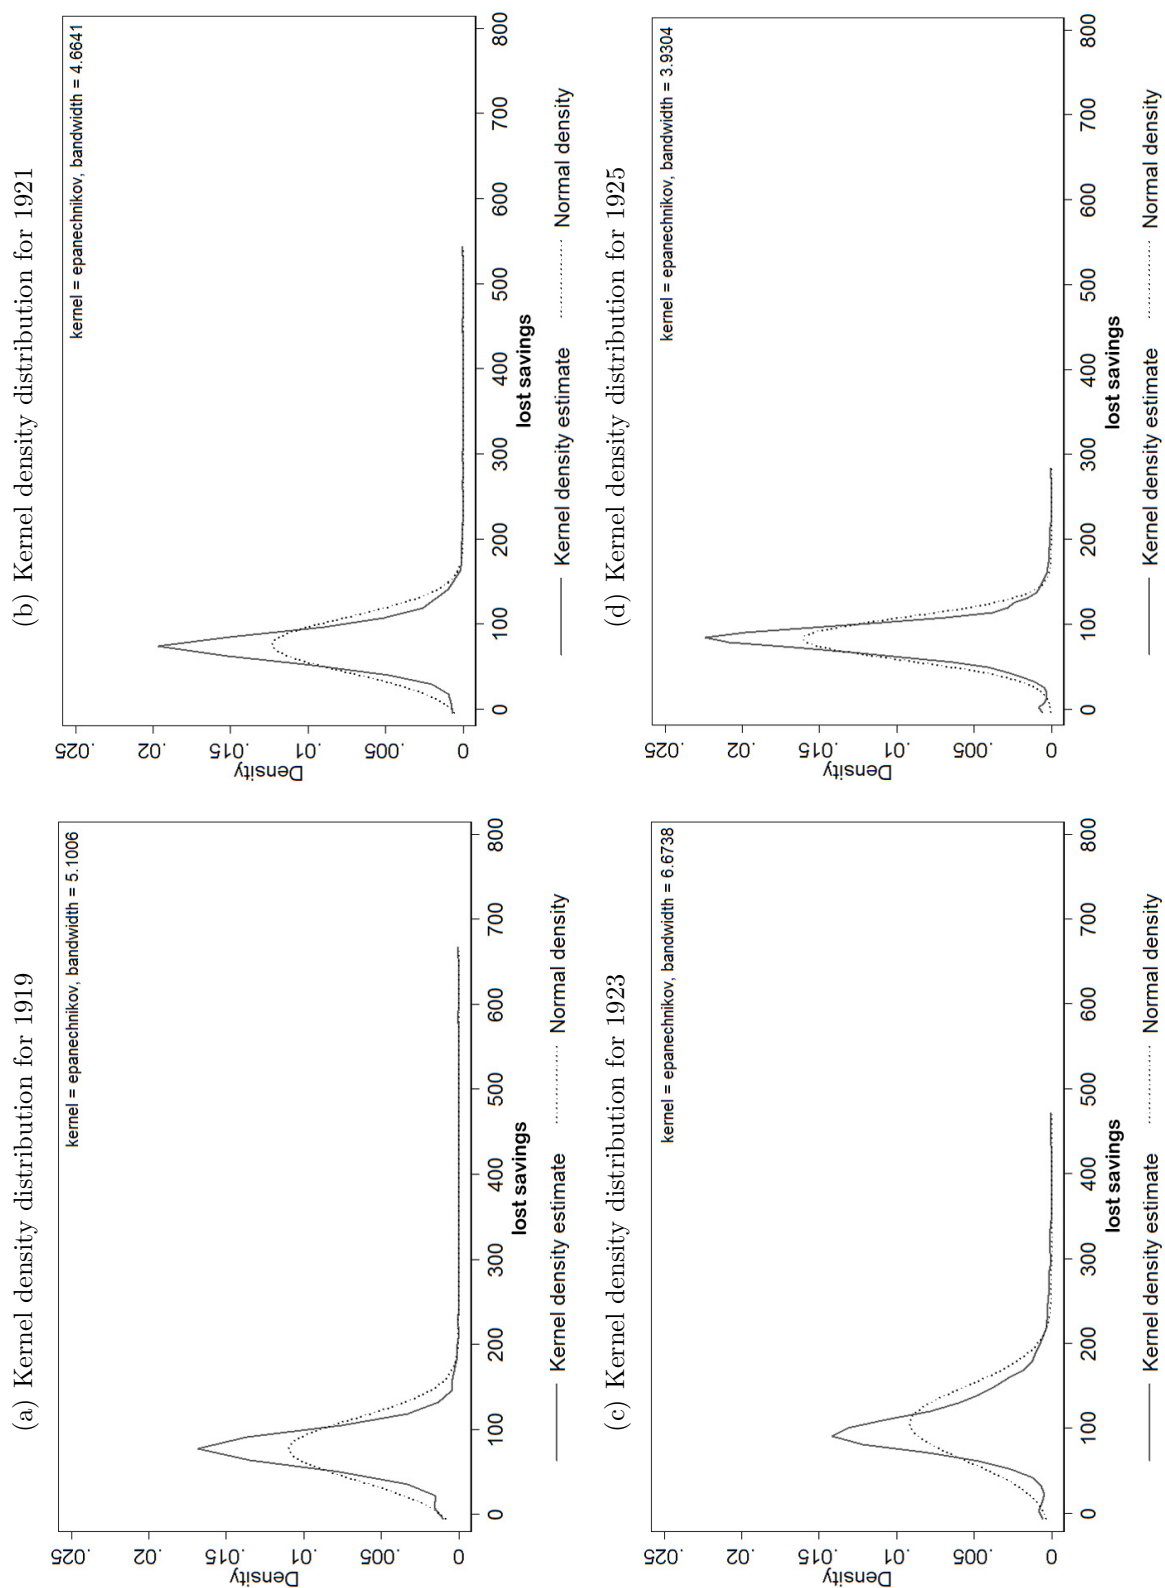 (a) Kernel density distribution for 1919
kernel = epanechnikov, bandwidth = 5.1006
Density
0 .005 .01 .015 .02 .025
0 100 200 300 400 500 600 700 800
lost savings
Kernel density estimate Normal density
(b) Kernel density distribution for 1921
kernel = epanechnikov, bandwidth = 4.6641
Density
0 .005 .01 .015 .02 .025
0 100 200 300 400 500 600 700 800
lost savings
Kernel density estimate Normal density
(c) Kernel density distribution for 1923
kernel = epanechnikov, bandwidth = 6.6738
Density
0 .005 .01 .015 .02 .025
0 100 200 300 400 500 600 700 800
lost savings
Kernel density estimate Normal density
(d) Kernel density distribution for 1925
kernel = epanechnikov, bandwidth = 3.9304
Density
0 .005 .01 .015 .02 .025
0 100 200 300 400 500 600 700 800
lost savings
Kernel density estimate Normal density